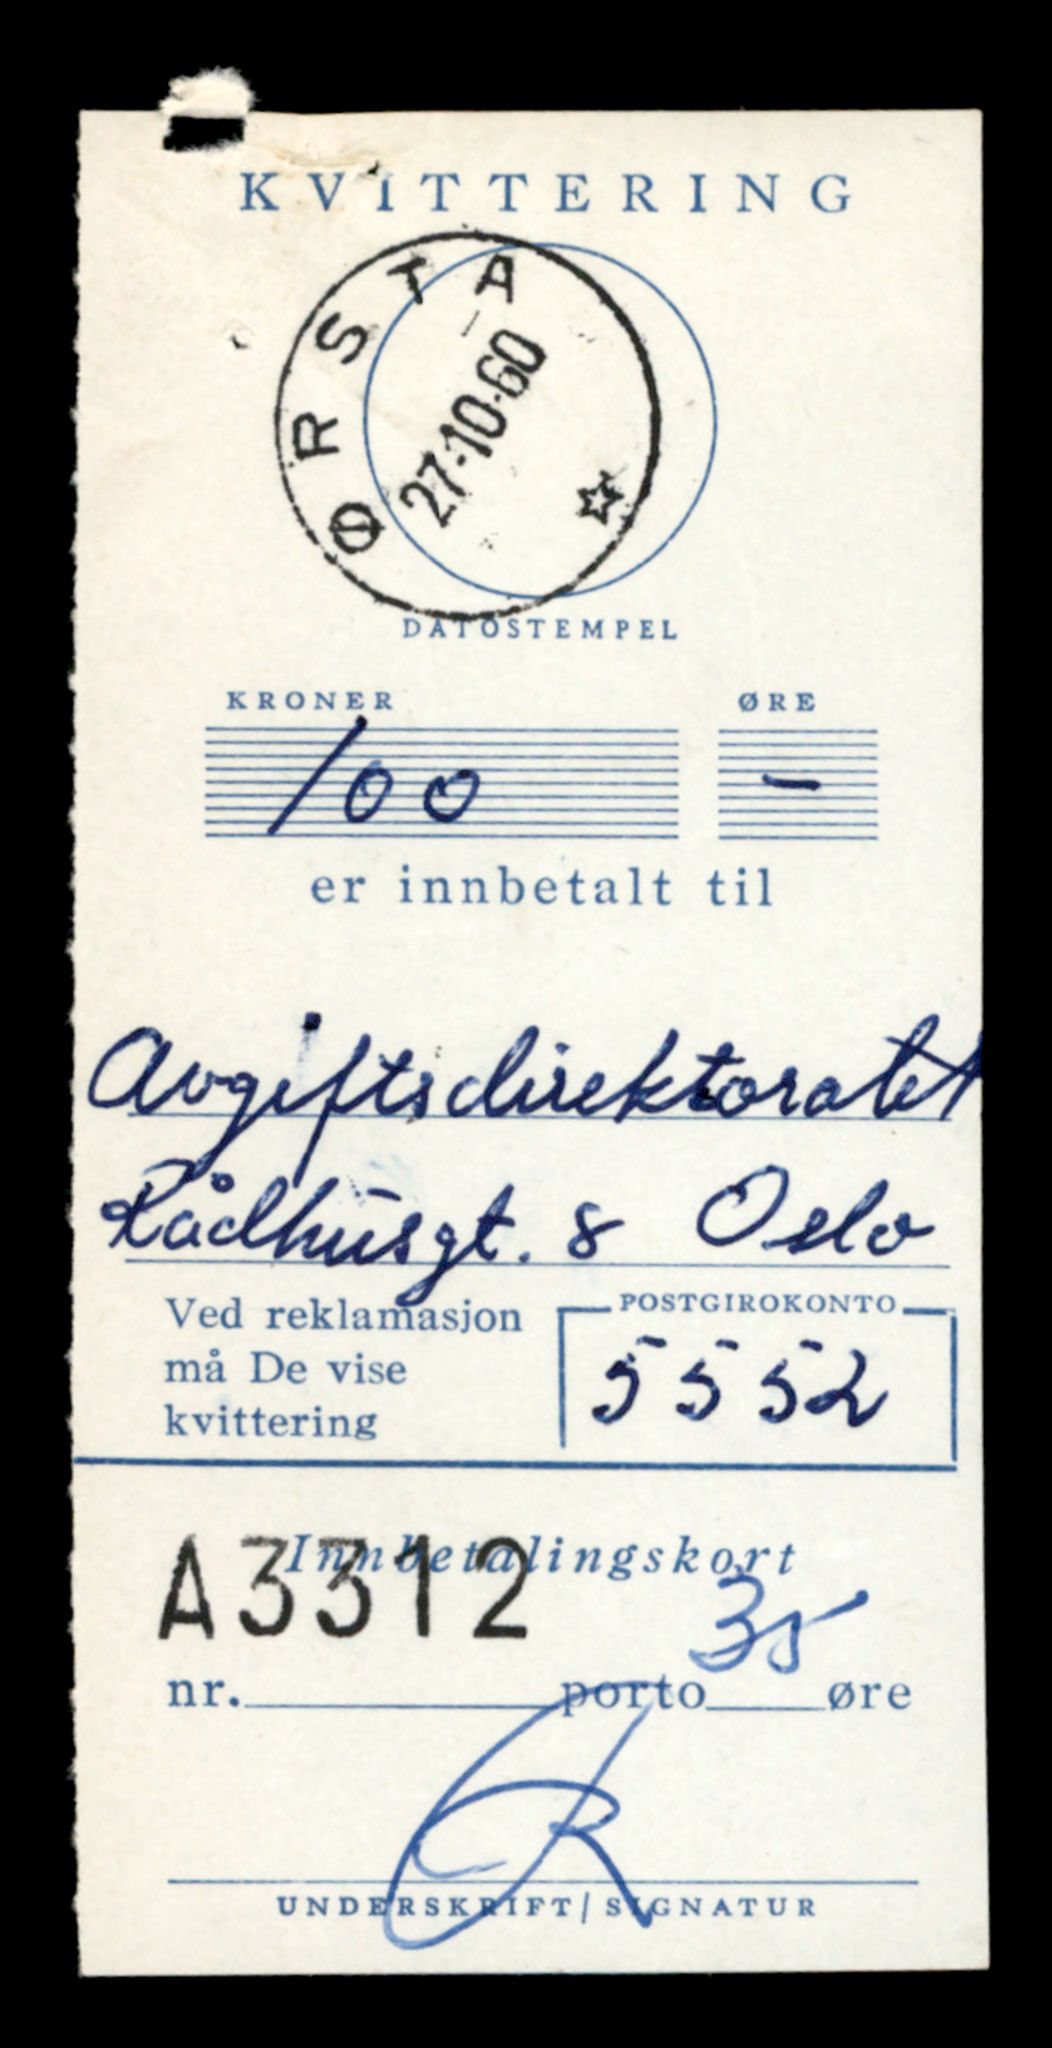 KVITTERING
ØRSTA
27-10-60
DATOSTEMPEL
KRONER ØRE
100 –
er innbetalt til
Avgiftsdirektoratet
Rådhusgt. 8 Oslo
Ved reklamasjon
må De vise
kvittering
POSTGIROKONTO
5552
Innbetalingskort
A3312 35
nr. porto øre
UNDERSKRIFT/SIGNATUR